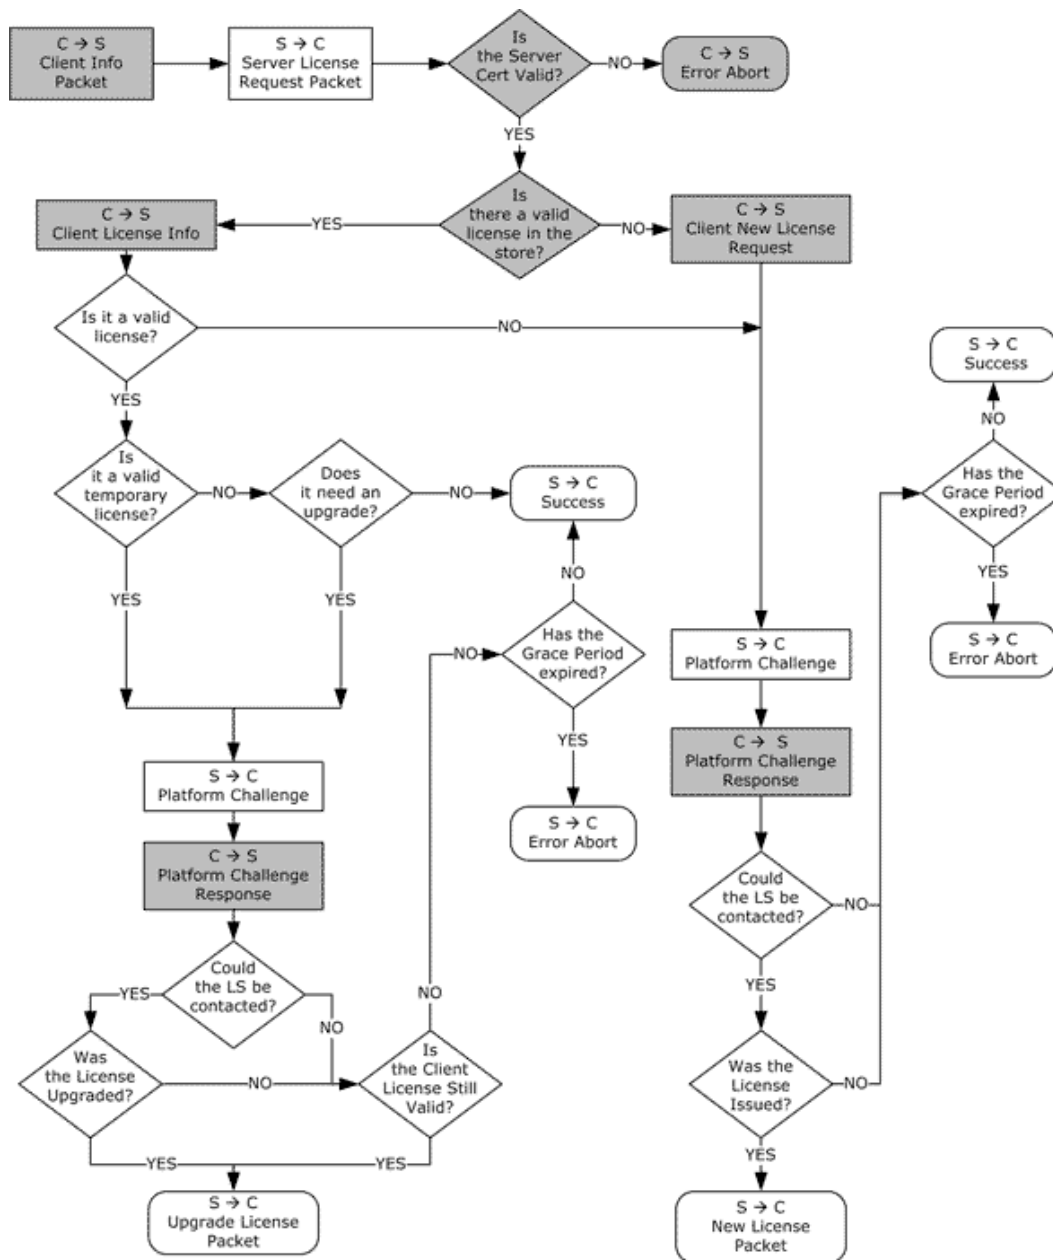 C → S
Client Info
Packet
S → C
Server License
Request Packet
Is
the Server
Cert Valid?
NO
C → S
Error Abort
YES
C → S
Client License Info
YES
Is
there a valid
license in the
store?
NO
C → S
Client New License
Request
Is it a valid
license?
NO
S → C
Success
YES
NO
Is
it a valid
temporary
license?
NO
Does
it need an
upgrade?
NO
S → C
Success
Has the
Grace Period
expired?
YES
YES
NO
YES
S → C
Error Abort
NO
Has the
Grace Period
expired?
S → C
Platform Challenge
YES
C → S
Platform Challenge
Response
S → C
Platform Challenge
S → C
Error Abort
C → S
Platform Challenge
Response
Could
the LS be
contacted?
NO
Could
the LS be
contacted?
YES
NO
NO
YES
Was
the License
Upgraded?
NO
Is
the Client
License Still
Valid?
Was the
License
Issued?
NO
YES
YES
YES
S → C
Upgrade License
Packet
S → C
New License
Packet